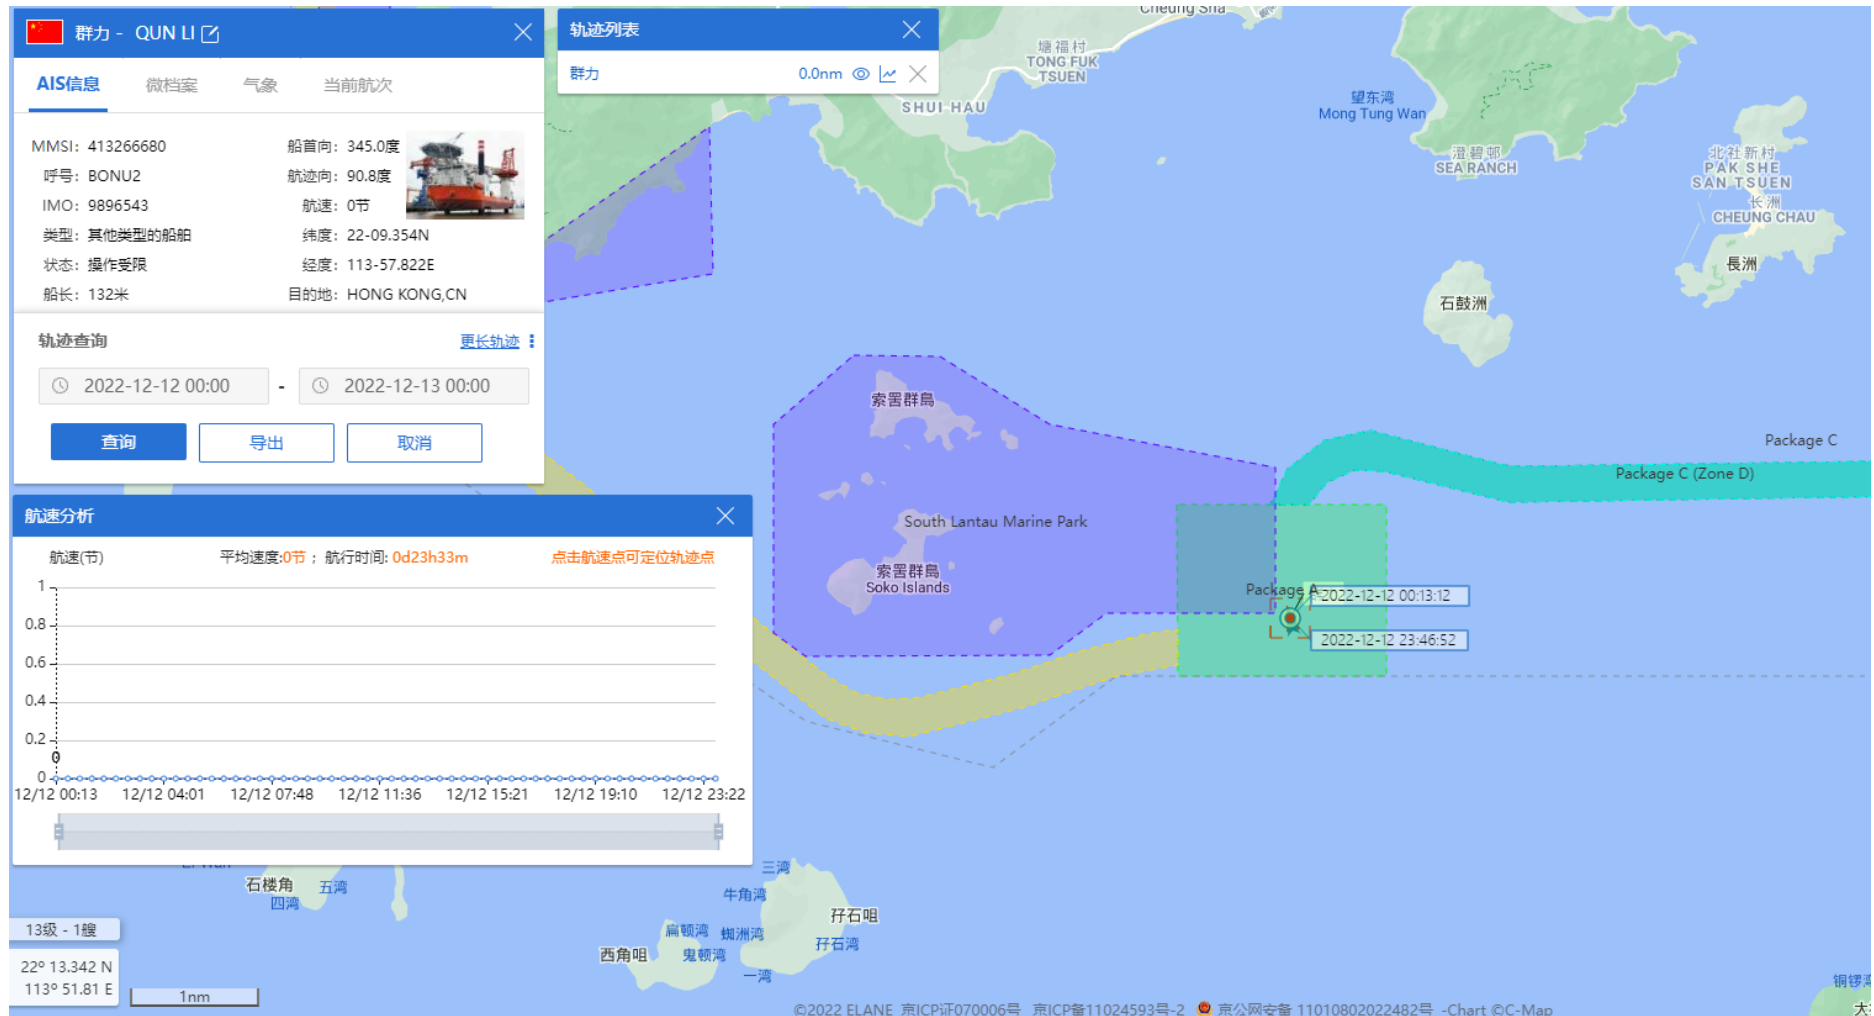 群力 - QUN LI
AIS信息 微档案 气象 当前航次
MMSI: 413266680 船首向: 345.0度
呼号: BONU2 航迹向: 90.8度
IMO: 9896543 航速: 0节
类型: 其他类型的船舶 纬度: 22-09.354N
状态: 操作受限 经度: 113-57.822E
船长: 132米 目的地: HONG KONG,CN
轨迹查询 更长轨迹
2022-12-12 00:00 - 2022-12-13 00:00
查询 导出 取消
轨迹列表
群力 0.0nm
航速分析
航速(节) 平均速度:0节 ; 航行时间: 0d23h33m 点击航速点可定位轨迹点
1
0.8
0.6
0.4
0.2
0
0
12/12 00:13 12/12 04:01 12/12 07:48 12/12 11:36 12/12 15:21 12/12 19:10 12/12 23:22
Cheung Sha
塘福村
TONG FUK
TSUEN
SHUI HAU
望东湾
Mong Tung Wan
澄碧邨
SEA RANCH
北社新村
PAK SHE
SAN TSUEN
长洲
CHEUNG CHAU
長洲
石鼓洲
索罟群島
South Lantau Marine Park
索罟群島
Soko Islands
Package C
Package C (Zone D)
Package A
2022-12-12 00:13:12
2022-12-12 23:46:52
石楼角
五湾
四湾
三湾
牛角湾
孖石咀
扁顿湾
蜘洲湾
孖石湾
西角咀
鬼顿湾
一湾
13级 - 1艘
22º 13.342 N
113º 51.81 E
1nm
©2022 ELANE 京ICP证070006号 京ICP备11024593号-2 京公网安备 11010802022482号 -Chart ©C-Map